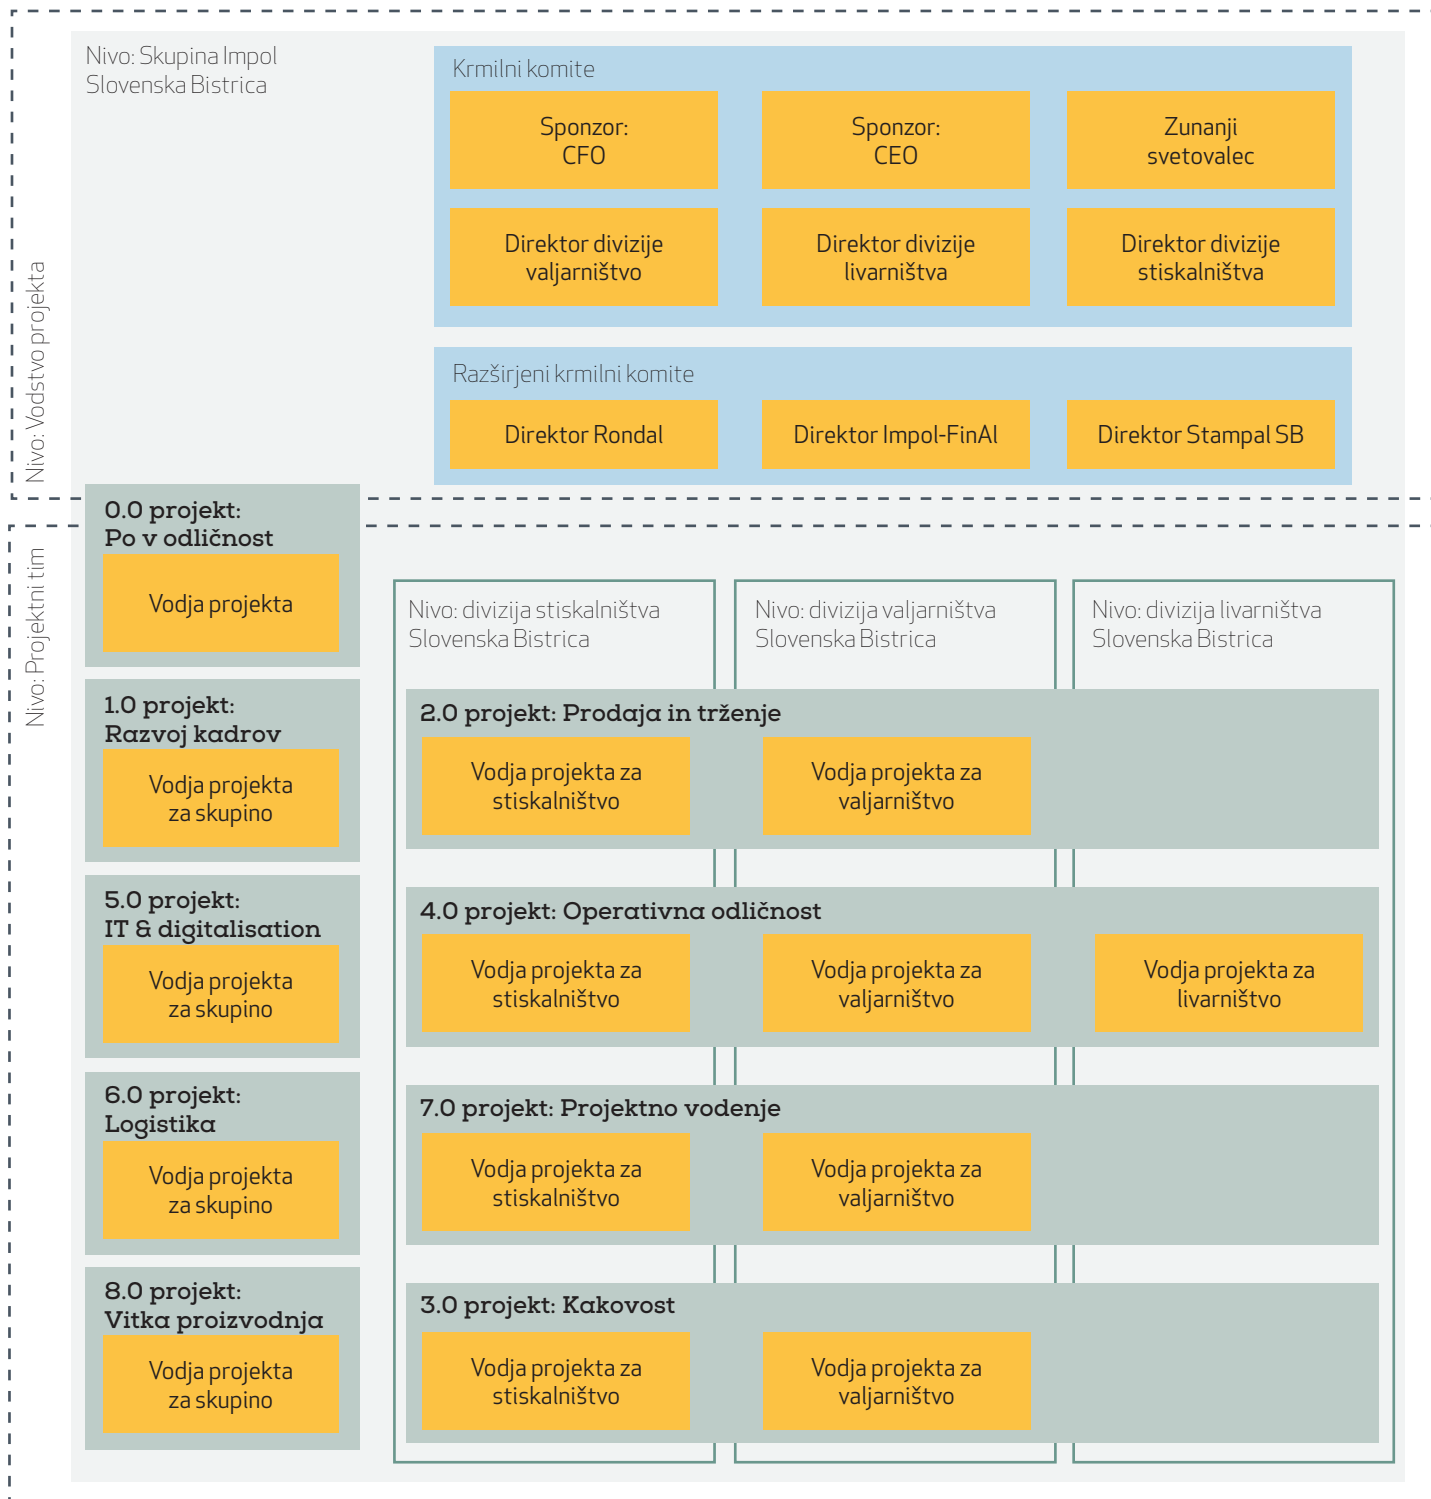 Nivo: Vodstvo projekta
Nivo: Skupina Impol
Slovenska Bistrica
Krmilni komite
Sponzor:
CFO
Sponzor:
CEO
Zunanji
svetovalec
Direktor divizije
valjarništvo
Direktor divizije
livarništva
Direktor divizije
stiskalništva
Razširjeni krmilni komite
Direktor Rondal
Direktor Impol-FinAl
Direktor Stampal SB
Nivo: Projektni tim
0.0 projekt:
Po v odličnost
Vodja projekta
1.0 projekt:
Razvoj kadrov
Vodja projekta
za skupino
5.0 projekt:
IT & digitalisation
Vodja projekta
za skupino
6.0 projekt:
Logistika
Vodja projekta
za skupino
8.0 projekt:
Vitka proizvodnja
Vodja projekta
za skupino
Nivo: divizija stiskalništva
Slovenska Bistrica
Nivo: divizija valjarništva
Slovenska Bistrica
Nivo: divizija livarništva
Slovenska Bistrica
2.0 projekt: Prodaja in trženje
Vodja projekta za
stiskalništvo
Vodja projekta za
valjarništvo
4.0 projekt: Operativna odličnost
Vodja projekta za
stiskalništvo
Vodja projekta za
valjarništvo
Vodja projekta za
livarništvo
7.0 projekt: Projektno vodenje
Vodja projekta za
stiskalništvo
Vodja projekta za
valjarništvo
3.0 projekt: Kakovost
Vodja projekta za
stiskalništvo
Vodja projekta za
valjarništvo